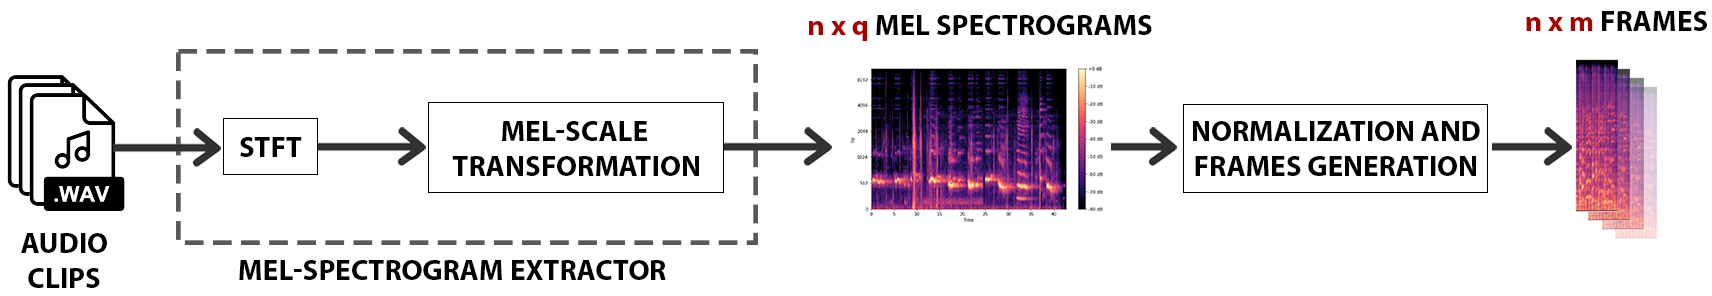 n x q MEL SPECTROGRAMS
n x m FRAMES
.WAV
AUDIO
CLIPS
STFT
MEL-SCALE
TRANSFORMATION
MEL-SPECTROGRAM EXTRACTOR
8192
4096
2048
1024
512
0
Hz
0 5 10 15 20 25 30 35 40
Time
+0 dB
-10 dB
-20 dB
-30 dB
-40 dB
-50 dB
-60 dB
-70 dB
-80 dB
NORMALIZATION AND
FRAMES GENERATION